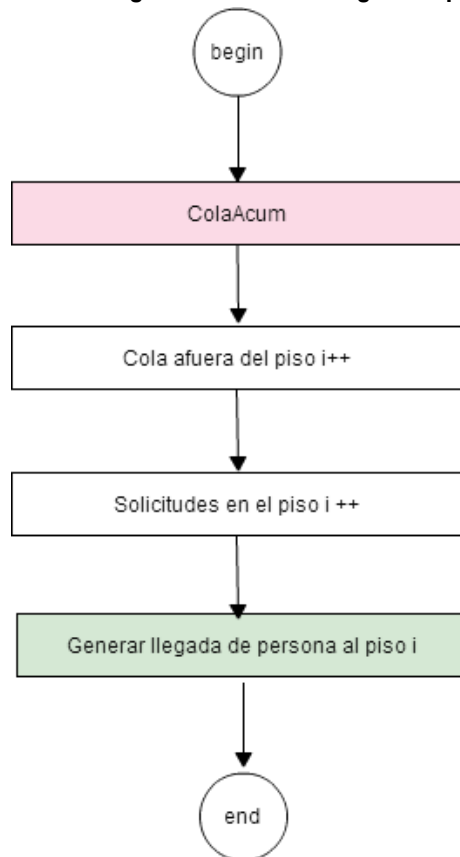 begin
ColaAcum
Cola afuera del piso i++
Solicitudes en el piso i ++
Generar llegada de persona al piso i
end